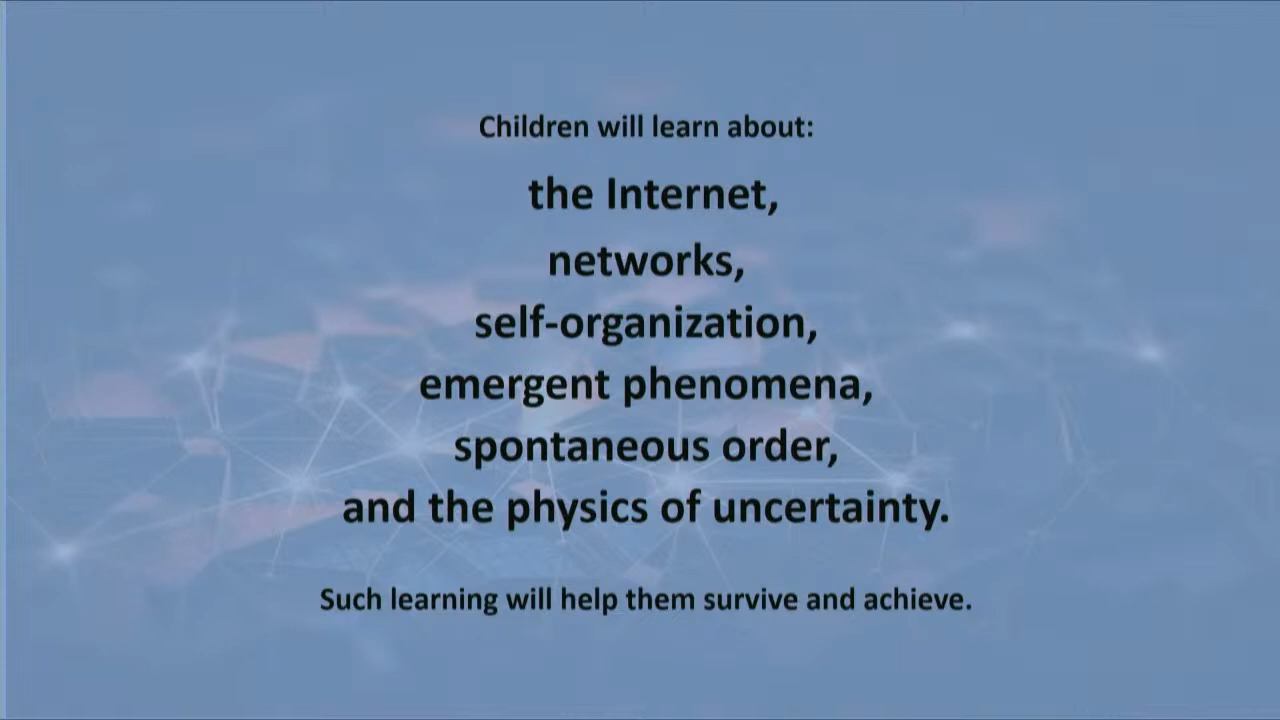 Children will learn about:
the Internet,
networks,
self-organization,
emergent phenomena,
spontaneous order,
and the physics of uncertainty.
Such learning will help them survive and achieve.